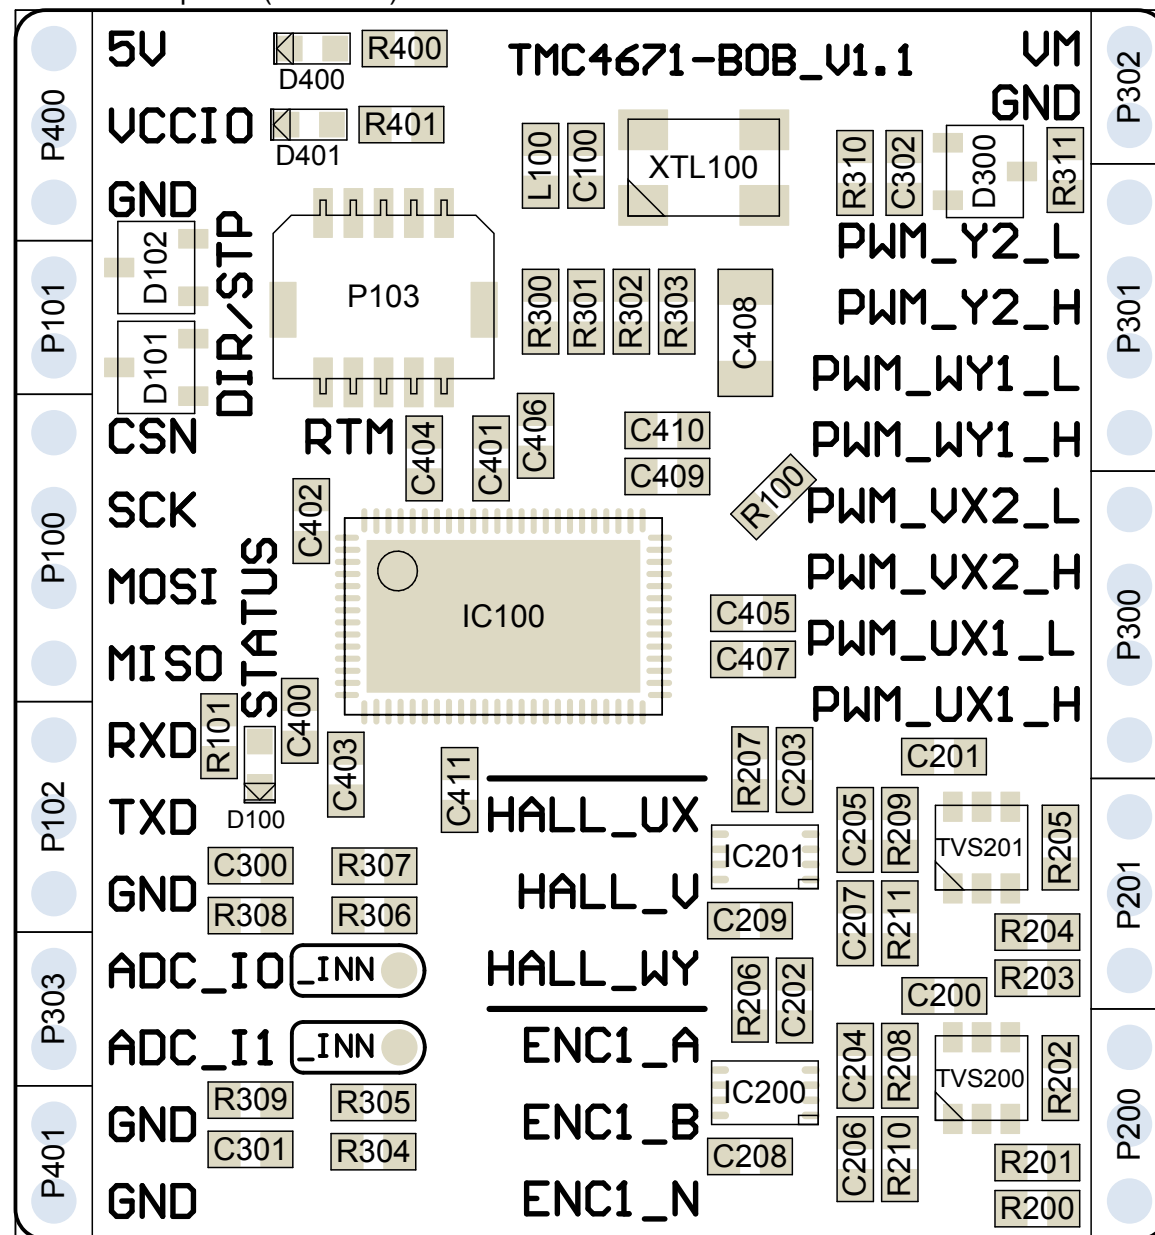 5V
D400
R400
TMC4671-BOB_V1.1
VM
P302
P400
VCCIO
D401
R401
L100
C100
XTL100
R310
C302
D300
GND
R311
GND
D102
DIR/STP
P103
PWM_Y2_L
P101
D101
R300
R301
R302
R303
C408
PWM_Y2_H
P301
PWM_WY1_L
CSN
RTM
C404
C401
C406
C410
C409
PWM_WY1_H
SCK
C402
R100
PWM_VX2_L
P100
MOSI
STATUS
IC100
C405
PWM_VX2_H
P300
MISO
C407
PWM_UX1_L
PWM_UX1_H
RXD
R101
C400
C403
C411
R207
C203
C201
P102
TXD
D100
HALL_UX
IC201
C205
R209
TVS201
R205
C300
R307
GND
R308
R306
HALL_V
C209
C207
R211
R204
P201
P303
ADC_I0
_INN
HALL_WY
R206
C202
C200
R203
ADC_I1
_INN
ENC1_A
IC200
C204
R208
TVS200
R202
R309
R305
GND
C301
R304
ENC1_B
C208
C206
R210
R201
P200
P401
GND
ENC1_N
R200